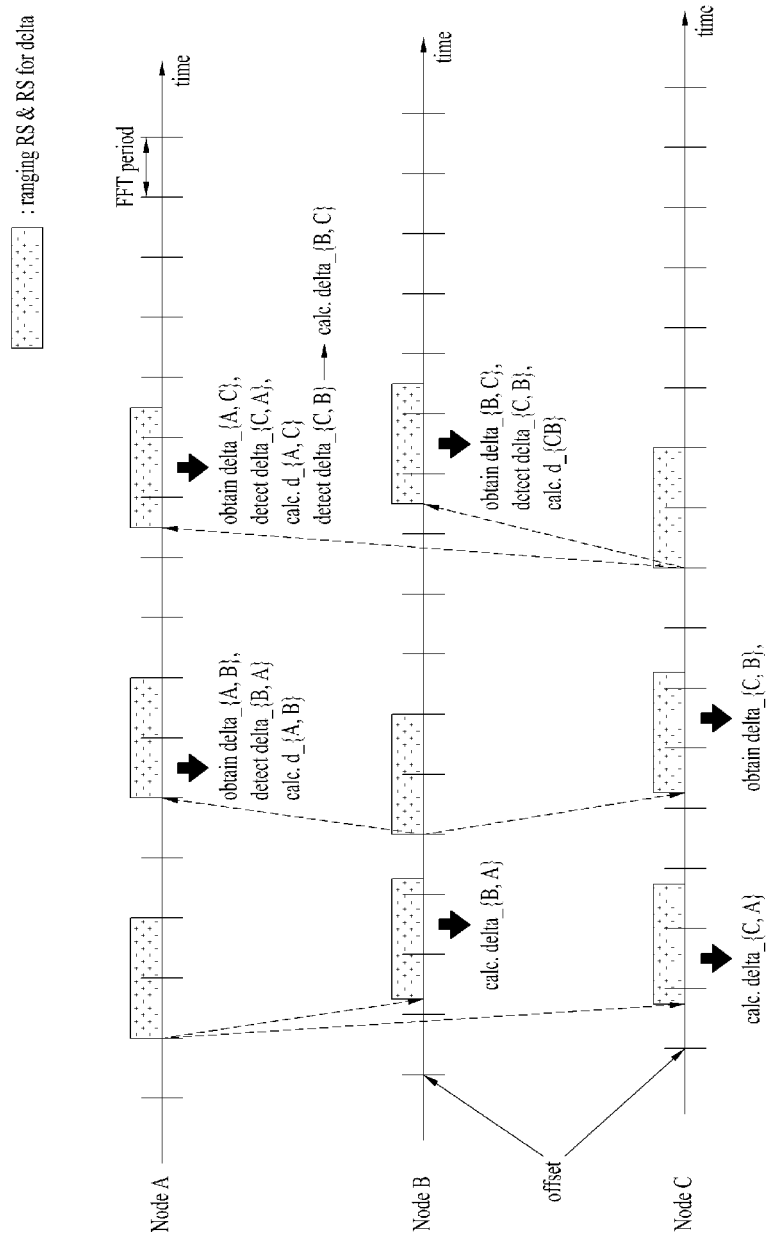 : ranging RS & RS for delta
FFT period
Node A
time
obtain delta_{A, B},
detect delta_{B, A}
calc. d_{A, B}
obtain delta_{A, C},
detect delta_{C, A},
calc. d_{A, C}
detect delta_{C, B} calc. delta_{B, C}
Node B
time
calc. delta_{B, A}
obtain delta_{B, C},
detect delta_{C, B},
calc. d_{CB}
offset
Node C
time
calc. delta_{C, A}
obtain delta_{C, B},